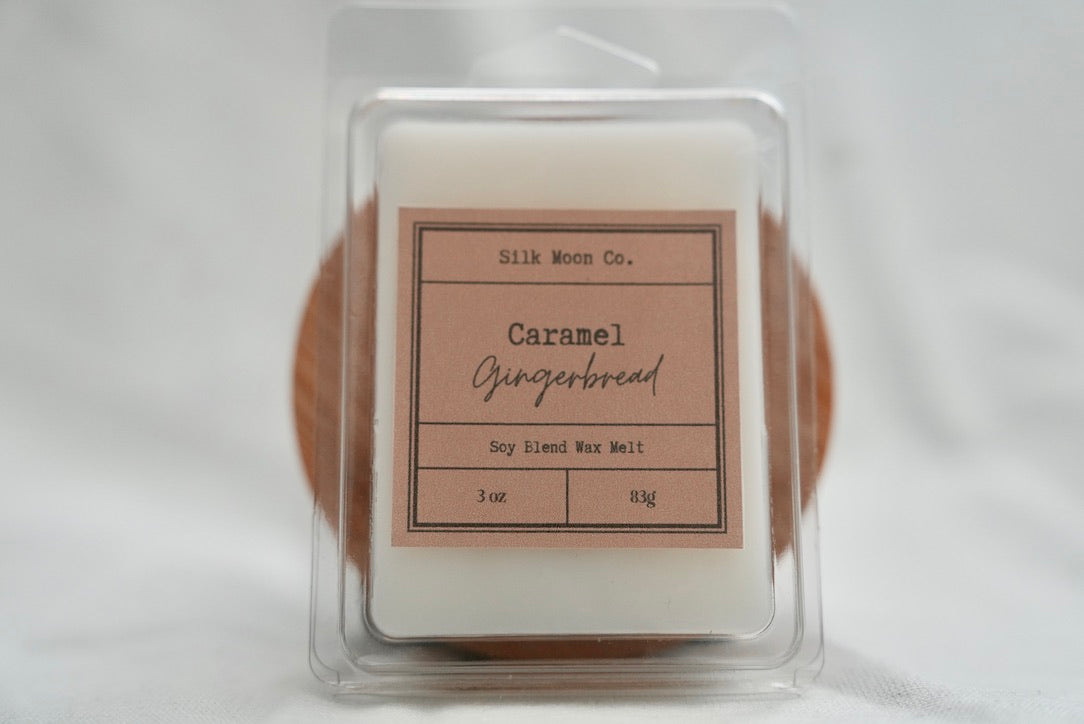 Silk Moon Co.
Caramel
Gingerbread
Soy Blend Wax Melt
3 oz
83g